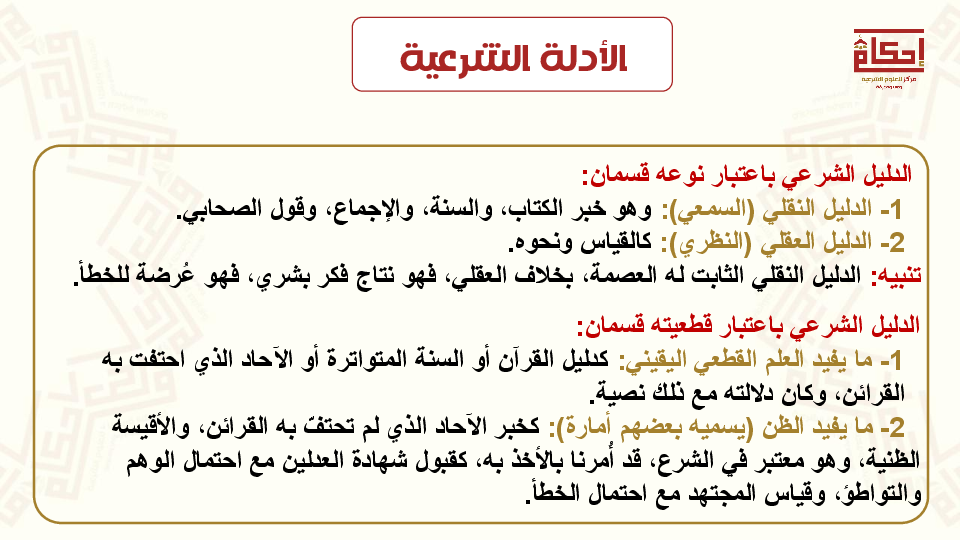 الأدلة الشرعية
إحكام
مركز للعلوم الشرعية
الدليل الشرعي باعتبار نوعه قسمان:
1- الدليل النقلي (السمعي): وهو خبر الكتاب، والسنة، والإجماع، وقول الصحابي.
2- الدليل العقلي (النظري): كالقياس ونحوه.
تنبيه: الدليل النقلي الثابت له العصمة، بخلاف العقلي، فهو نتاج فكر بشري، فهو عُرضة للخطأ.
الدليل الشرعي باعتبار قطعيته قسمان:
1- ما يفيد العلم القطعي اليقيني: كدليل القرآن أو السنة المتواترة أو الآحاد الذي احتفت به
القرائن، وكان دلالته مع ذلك نصية.
2- ما يفيد الظن (يسميه بعضهم أمارة): كخبر الآحاد الذي لم تحتفّ به القرائن، والأقيسة
الظنية، وهو معتبر في الشرع، قد أُمرنا بالأخذ به، كقبول شهادة العدلين مع احتمال الوهم
والتواطؤ، وقياس المجتهد مع احتمال الخطأ.